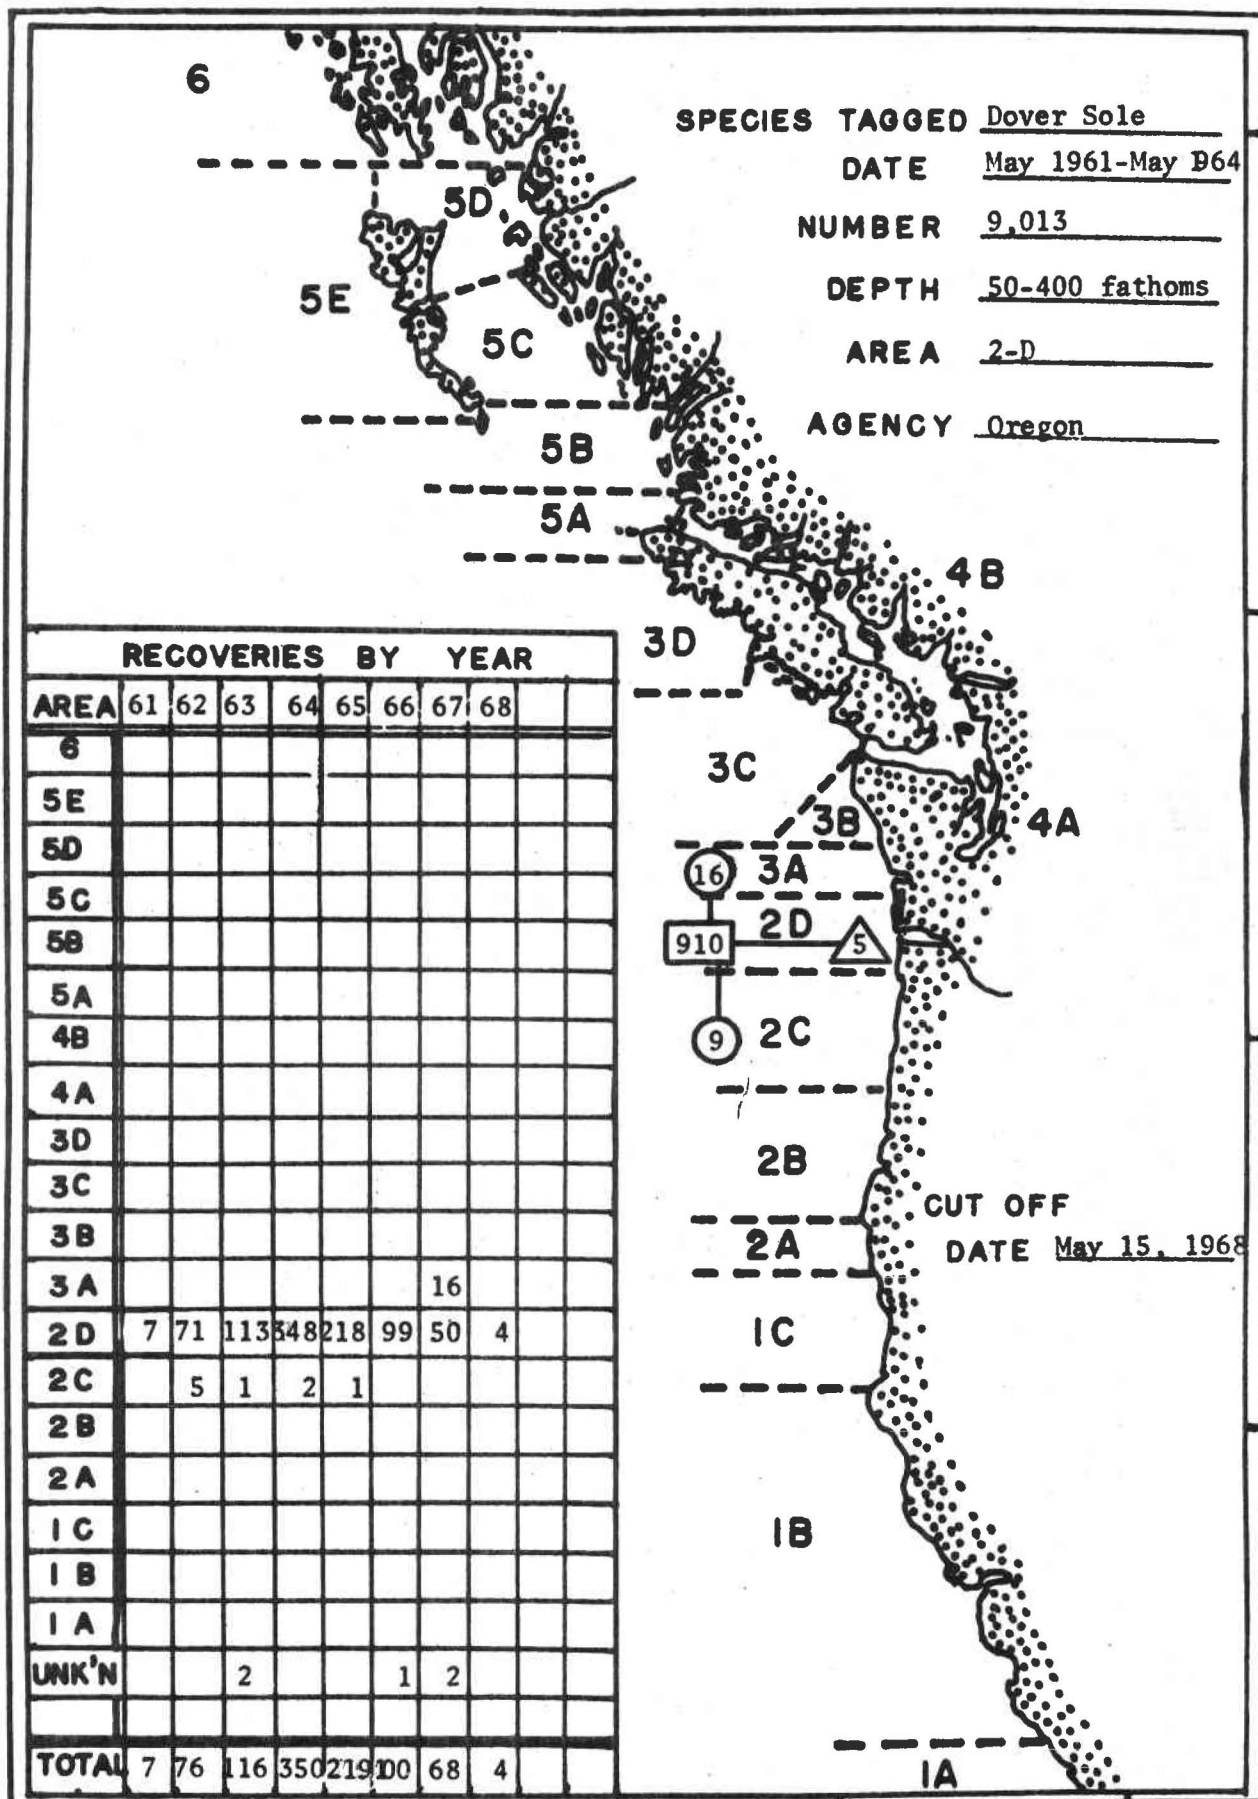 6
SPECIES TAGGED Dover Sole
DATE May 1961-May 1964
NUMBER 9,013
DEPTH 50-400 fathoms
AREA 2-D
AGENCY Oregon
5D
5E
5C
5B
5A
4B
3D
3C
3B
4A
16
3A
2D
910
5
2C
9
2B
CUT OFF
DATE May 15, 1968
2A
1C
1B
1A
RECOVERIES BY YEAR
AREA 61 62 63 64 65 66 67 68
6
5E
5D
5C
5B
5A
4B
4A
3D
3C
3B
3A 16
2D 7 71 113 348 218 99 50 4
2C 5 1 2 1
2B
2A
1C
1B
1A
UNK'N 2 1 2
TOTAL 7 76 116 350 219 100 68 4